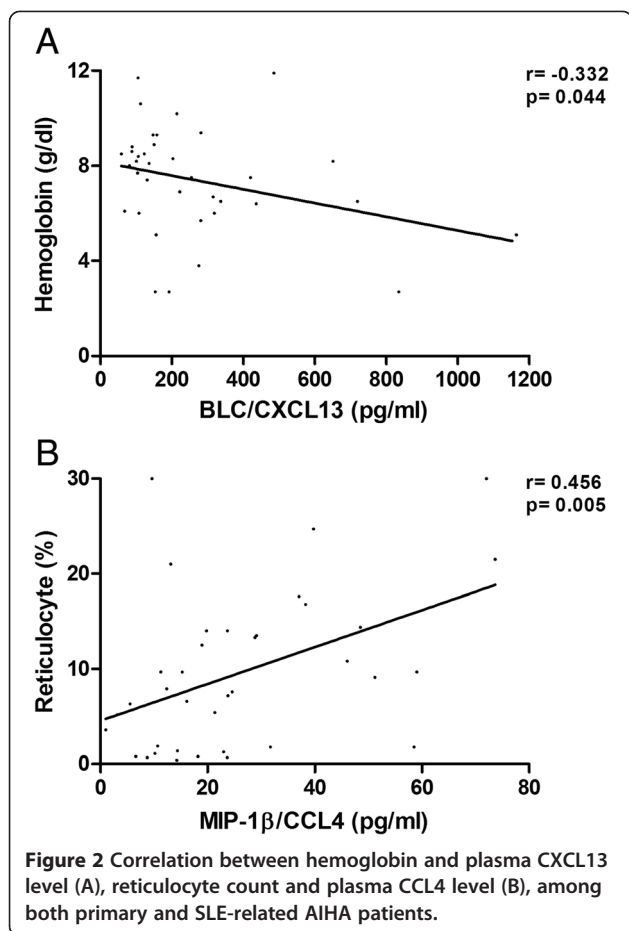 A
r= -0.332
p= 0.044
Hemoglobin (g/dl)
12
8
4
0
0 200 400 600 800 1000 1200
BLC/CXCL13 (pg/ml)
B
r= 0.456
p= 0.005
Reticulocyte (%)
30
20
10
0
0 20 40 60 80
MIP-1β/CCL4 (pg/ml)
Figure 2 Correlation between hemoglobin and plasma CXCL13
level (A), reticulocyte count and plasma CCL4 level (B), among
both primary and SLE-related AIHA patients.